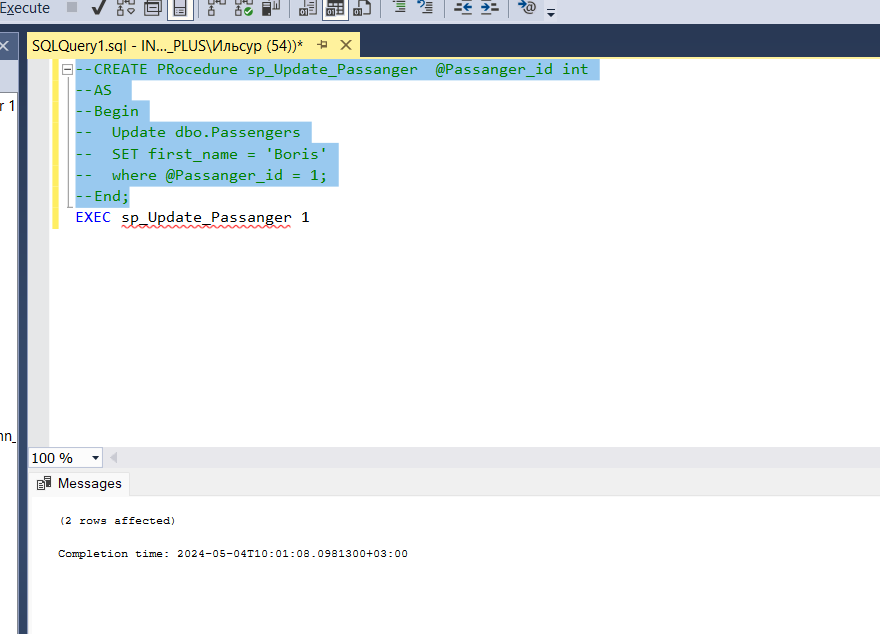 Execute
SQLQuery1.sql - IN..._PLUS\Ильсур (54))*
r 1
--CREATE PRocedure sp_Update_Passanger  @Passanger_id int
--AS
--Begin
--  Update dbo.Passengers
--  SET first_name = 'Boris'
--  where @Passanger_id = 1;
--End;
EXEC sp_Update_Passanger 1
nn_
100 %
Messages
(2 rows affected)
Completion time: 2024-05-04T10:01:08.0981300+03:00